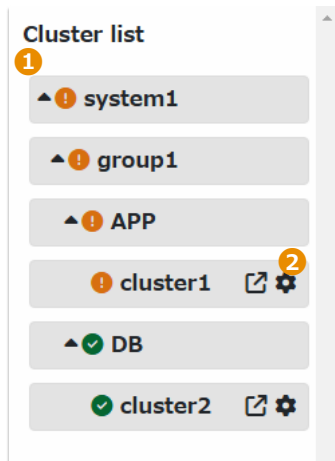 Cluster list
1
system1
group1
APP
2
cluster1
DB
cluster2